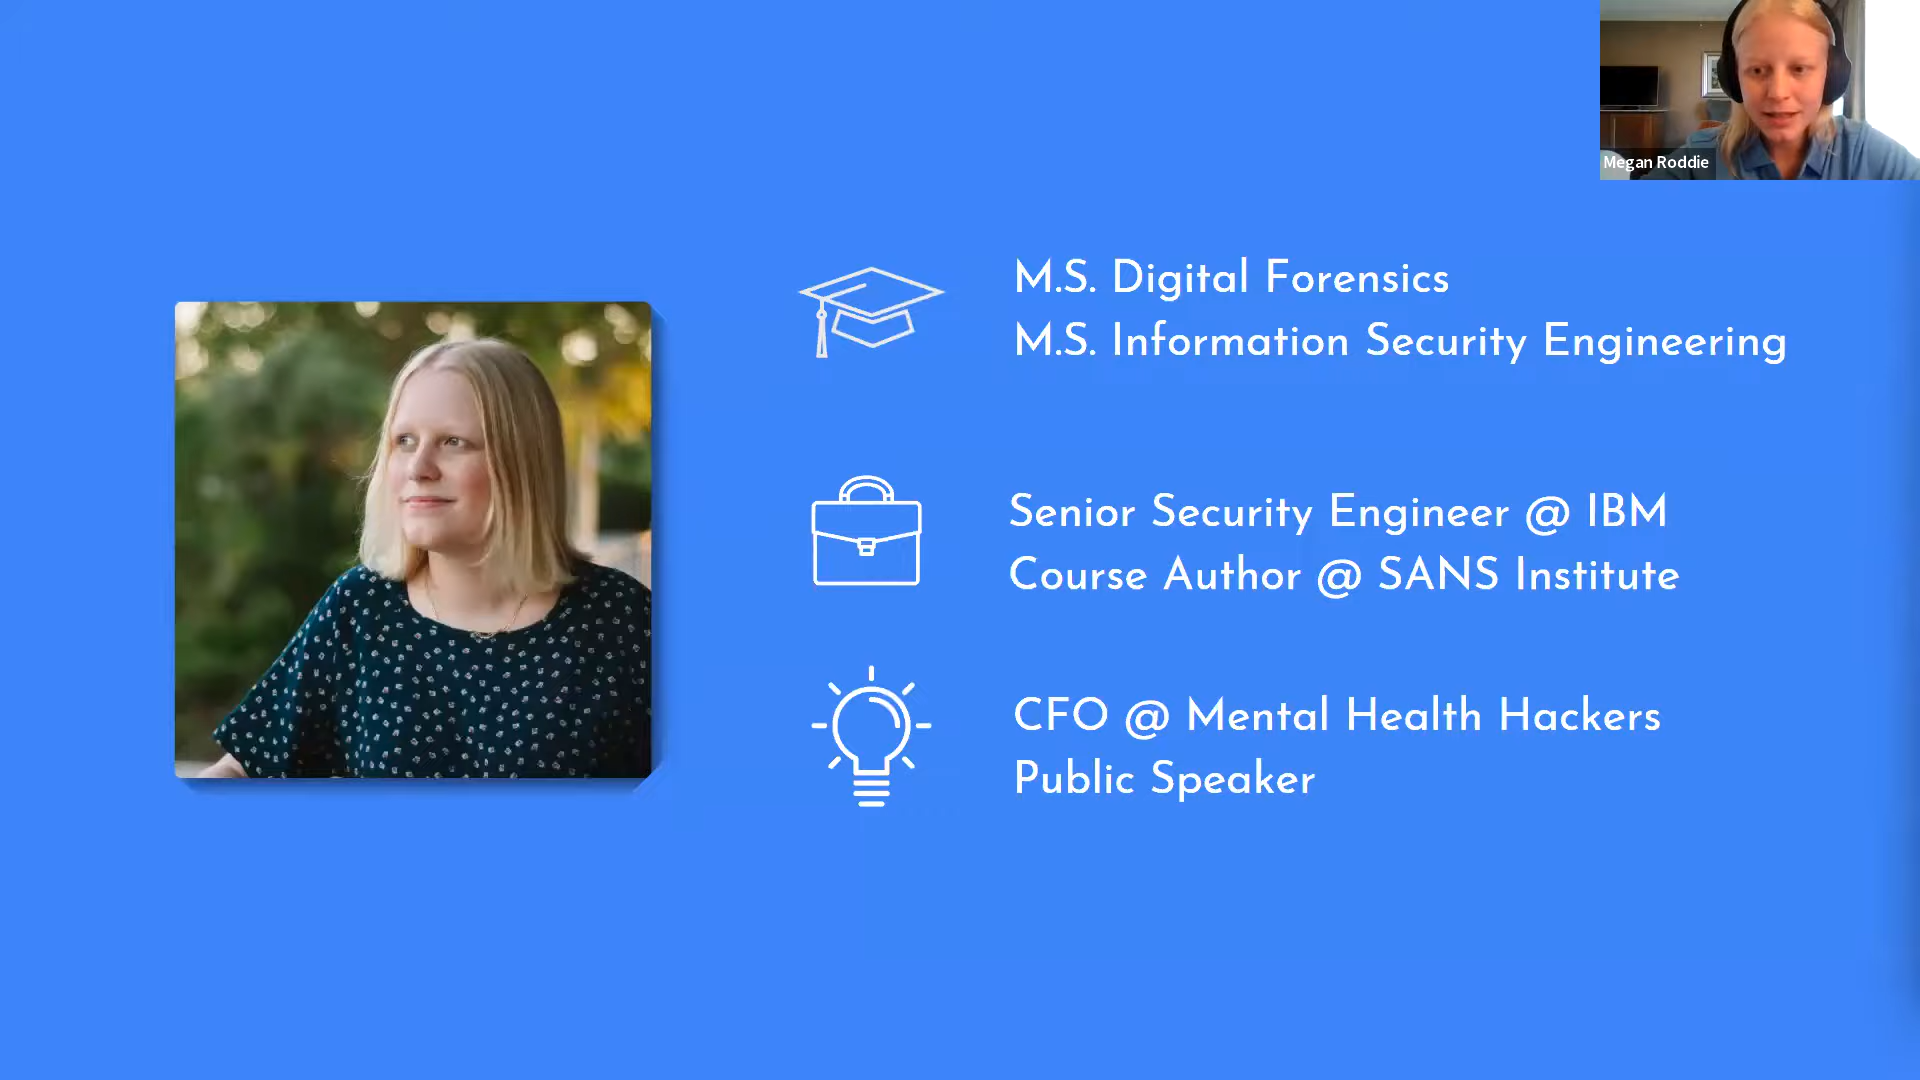 Megan Roddie
M.S. Digital Forensics
M.S. Information Security Engineering
Senior Security Engineer @ IBM
Course Author @ SANS Institute
CFO @ Mental Health Hackers
Public Speaker